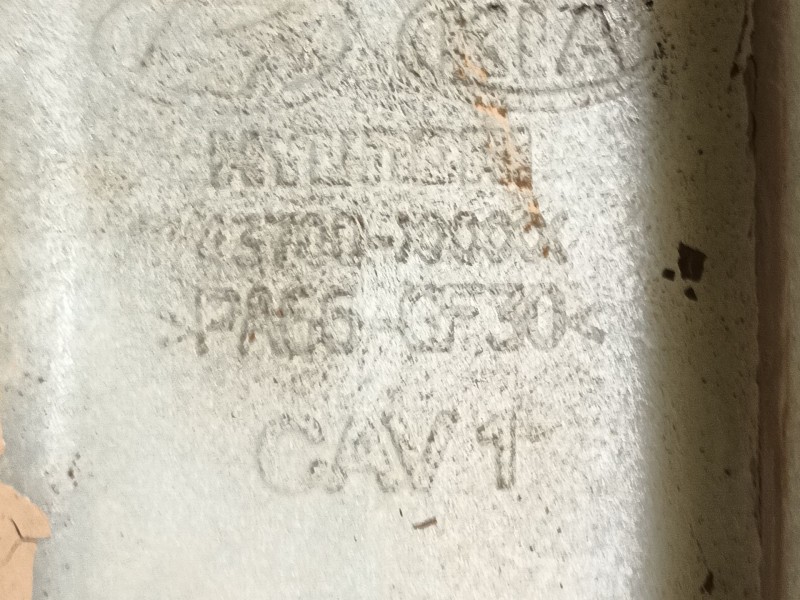 KIA
HYUNDAI
>PA66-GF30<
CAV 1